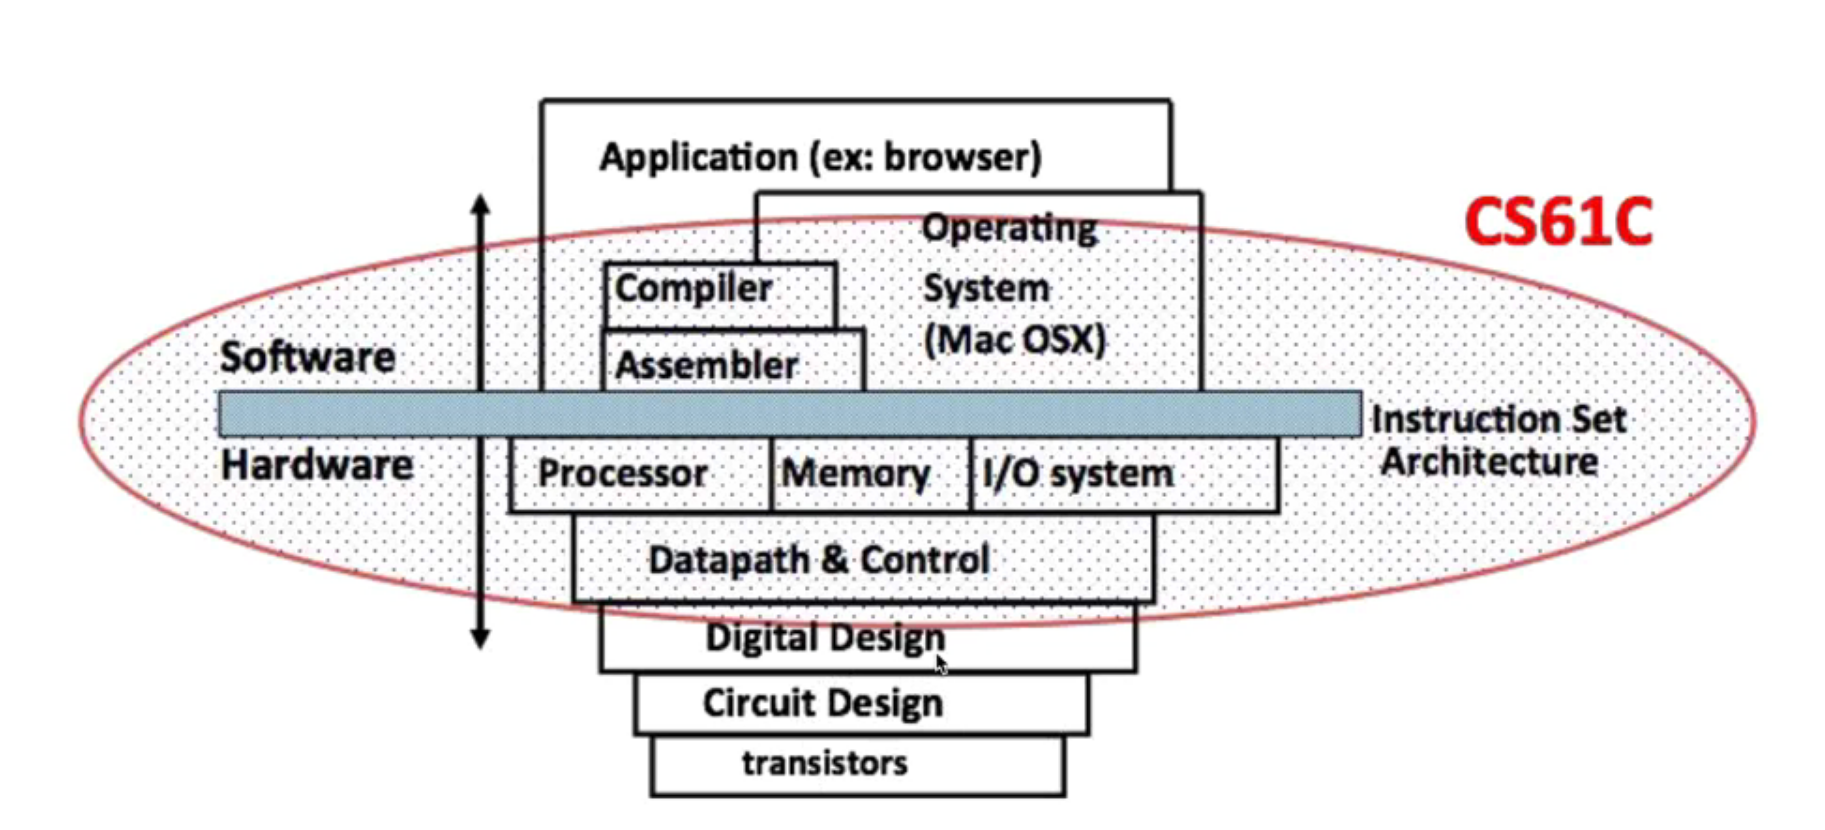 Application (ex: browser)
CS61C
Operating
System
(Mac OSX)
Compiler
Assembler
Software
Instruction Set
Architecture
Hardware
Processor
Memory
I/O system
Datapath & Control
Digital Design
Circuit Design
transistors